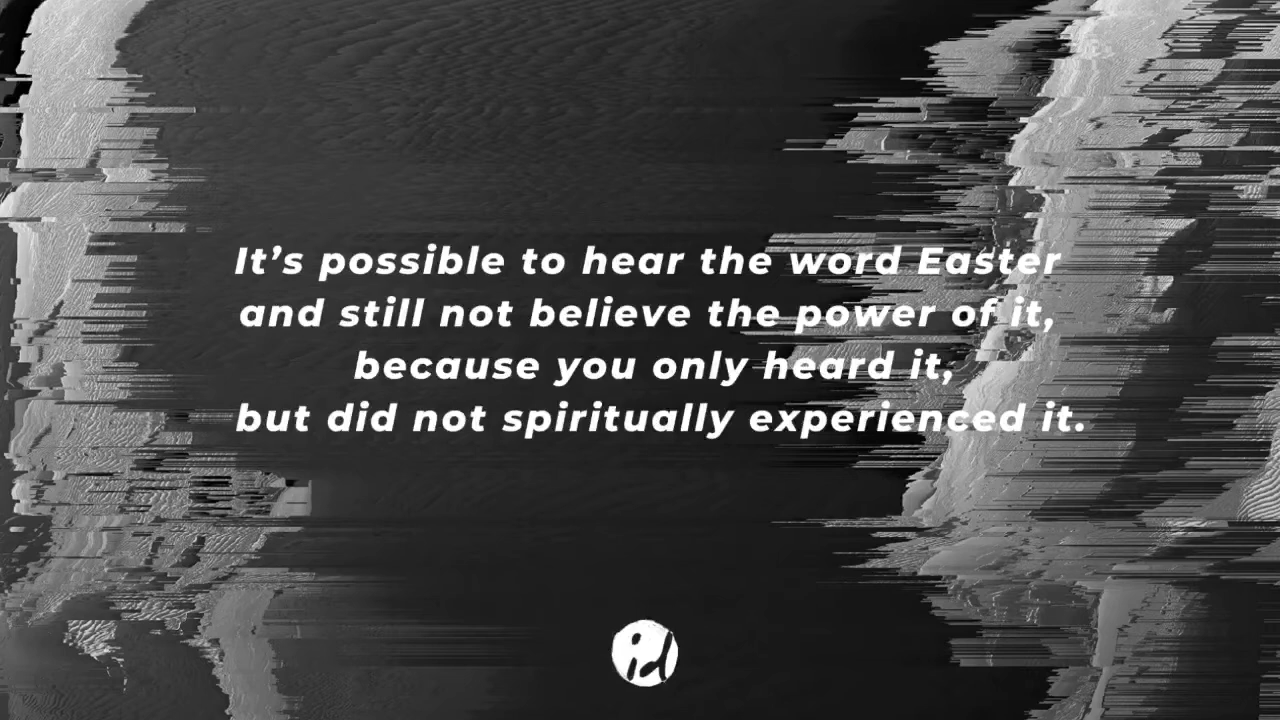 It’s possible to hear the word Easter
and still not believe the power of it,
because you only heard it,
but did not spiritually experienced it.
id